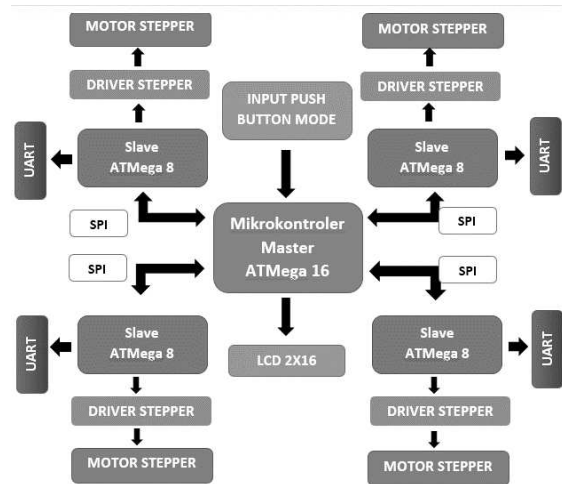 MOTOR STEPPER
MOTOR STEPPER
DRIVER STEPPER
DRIVER STEPPER
INPUT PUSH
BUTTON MODE
UART
Slave
ATMega 8
Slave
ATMega 8
UART
SPI
SPI
Mikrokontroler
Master
ATMega 16
SPI
SPI
UART
Slave
ATMega 8
LCD 2X16
Slave
ATMega 8
UART
DRIVER STEPPER
DRIVER STEPPER
MOTOR STEPPER
MOTOR STEPPER